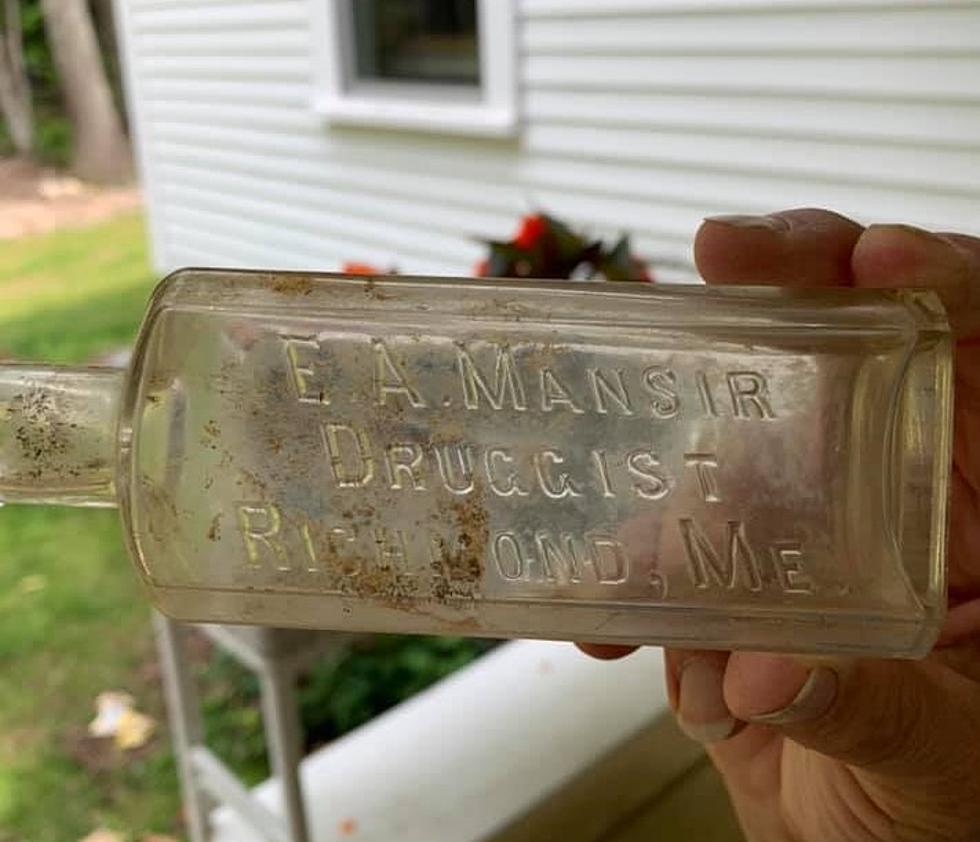 E. A. MANSIR
DRUGGIST
RICHMOND, ME.